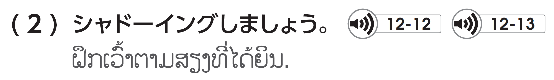 (2) シャドーイングしましょう。 12-12 12-13
ຝຶກເວົ້າຕາມສຽງທີ່ໄດ້ຍິນ.